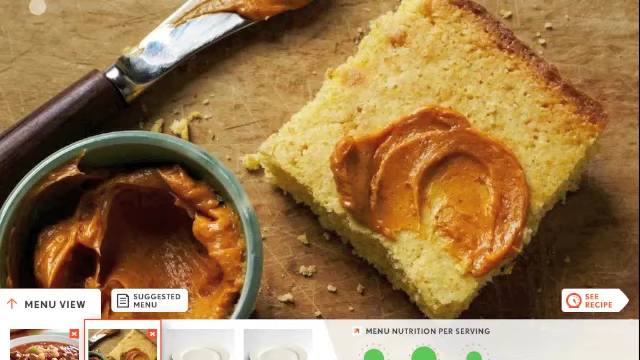 MENU VIEW
SUGGESTED
MENU
SEE
RECIPE
MENU NUTRITION PER SERVING